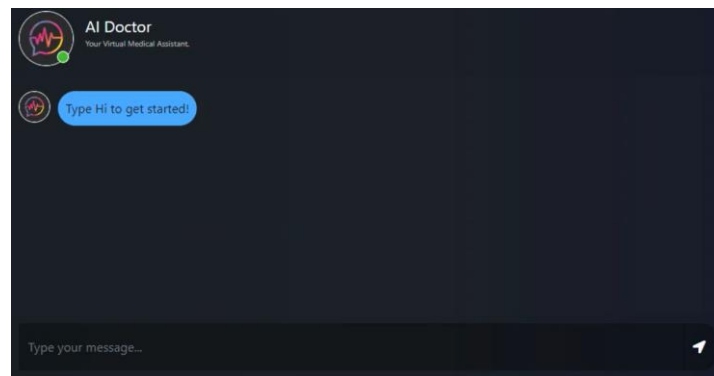 AI Doctor
Your Virtual Medical Assistant.
Type Hi to get started!
Type your message...